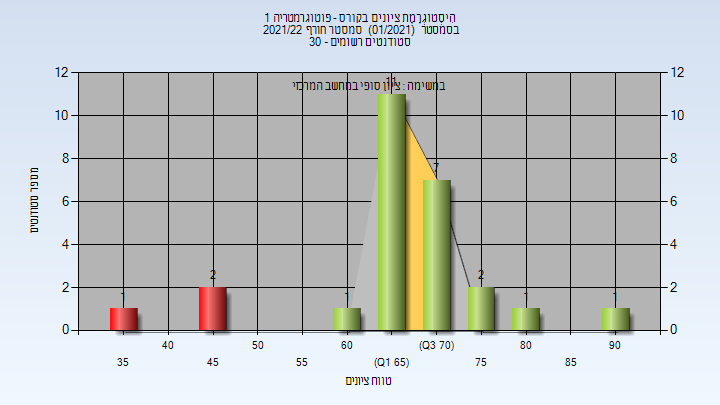 היסטוגרמת ציונים בקורס - פוטוגרמטריה 1
בסמסטר (01/2021) סמסטר חורף 2021/22
סטודנטים רשומים - 30
במשימה : ציון סופי במחשב המרכזי
12 12
10 10
8 8
6 6
4 4
2 2
0 0
מספר סטודנטים
1 2 1 11 7 2 1 1
40 50 60 (Q3 70) 80 90
35 45 55 (Q1 65) 75 85
טווח ציונים